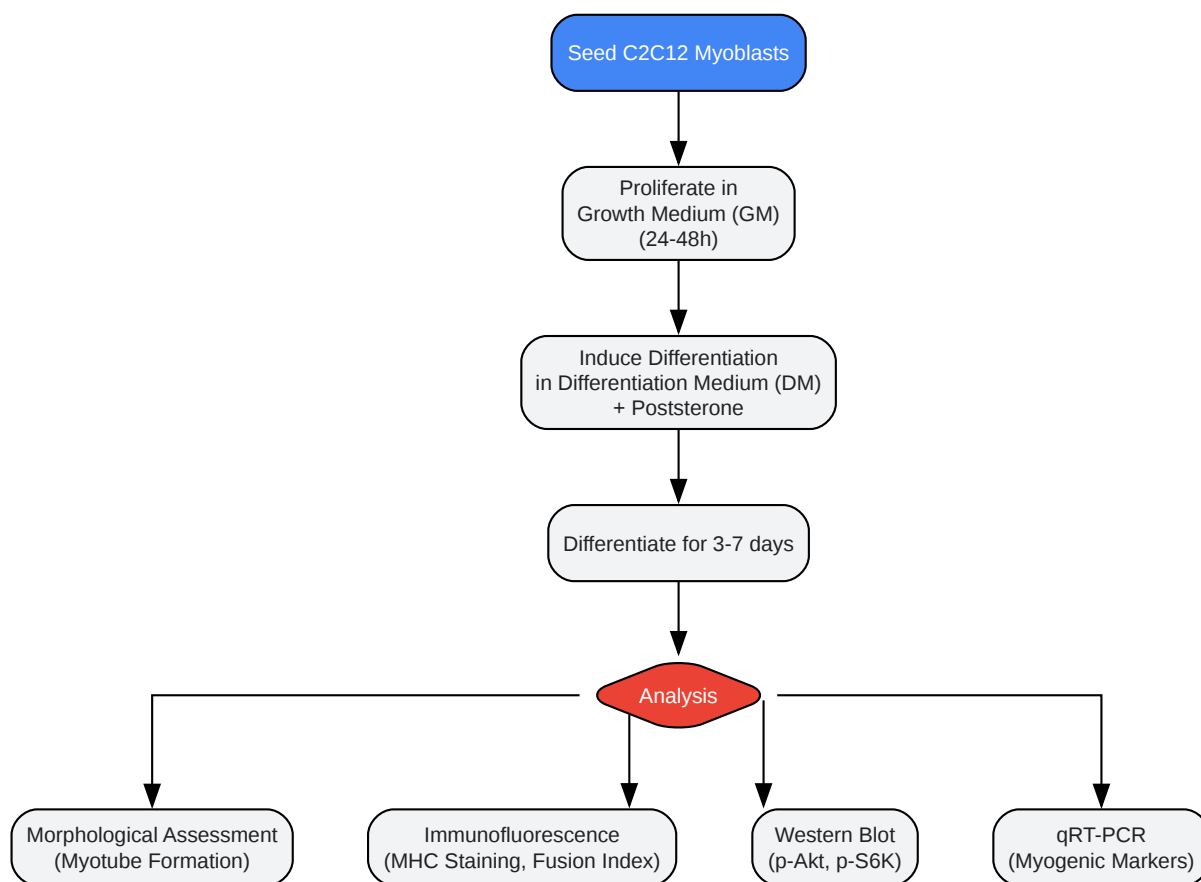 Seed C2C12 Myoblasts
Proliferate in
Growth Medium (GM)
(24-48h)
Induce Differentiation
in Differentiation Medium (DM)
+ Poststerone
Differentiate for 3-7 days
Analysis
Morphological Assessment
(Myotube Formation)
Immunofluorescence
(MHC Staining, Fusion Index)
Western Blot
(p-Akt, p-S6K)
qRT-PCR
(Myogenic Markers)